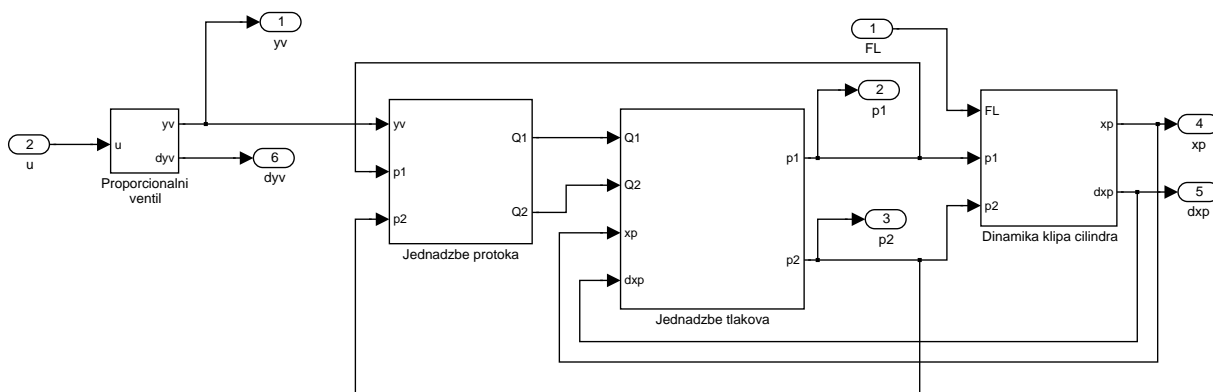 1
yv
2
u
u
yv
dyv
Proporcionalni
ventil
6
dyv
yv
p1
p2
Q1
Q2
Jednadzbe protoka
Q1
Q2
xp
dxp
p1
p2
Jednadzbe tlakova
2
p1
3
p2
1
FL
FL
p1
p2
xp
dxp
Dinamika klipa cilindra
4
xp
5
dxp